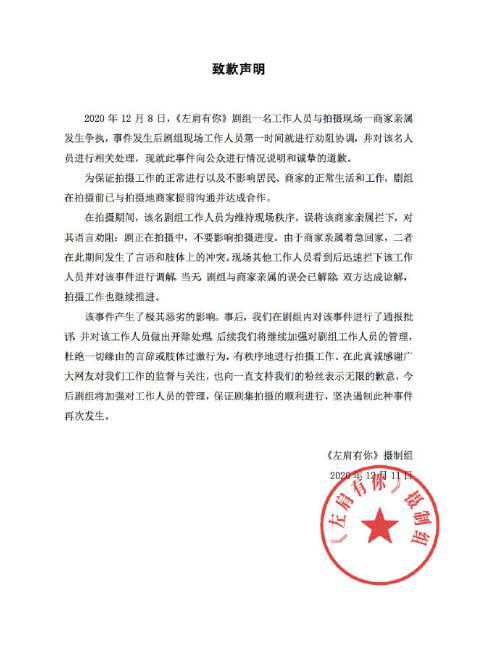 致歉声明
2020 年 12 月 8 日，《左肩有你》剧组一名工作人员与拍摄现场一商家亲属
发生争执，事件发生后剧组现场工作人员第一时间就进行劝阻协调，并对该名人
员进行相关处理，现就此事件向公众进行情况说明和诚挚的道歉。
为保证拍摄工作的正常进行以及不影响居民、商家的正常生活和工作，剧组
在拍摄前已与拍摄地商家提前沟通并达成合作。
在拍摄期间，该名剧组工作人员为维持现场秩序，误将该商家亲属拦下，对
其语言劝阻：剧正在拍摄中，不要影响拍摄进度，由于商家亲属着急回家，二者
在此期间发生了言语和肢体上的冲突。现场其他工作人员看到后迅速拦下该工作
人员并对该事件进行调解，当天，剧组与商家亲属的误会已解除，双方达成谅解，
拍摄工作也继续推进。
该事件产生了极其恶劣的影响。事后，我们在剧组内对该事件进行了通报批
评，并对该工作人员做出开除处理，后续我们将继续加强对剧组工作人员的管理，
杜绝一切缘由的言辞或肢体过激行为，有秩序地进行拍摄工作。在此真诚感谢广
大网友对我们工作的监督与关注，也向一直支持我们的粉丝表示无限的歉意，今
后剧组将加强对工作人员的管理，保证剧集拍摄的顺利进行，坚决遏制此种事件
再次发生。
《左肩有你》摄制组
2020 年 12 月 11 日
《左肩有你》摄制组